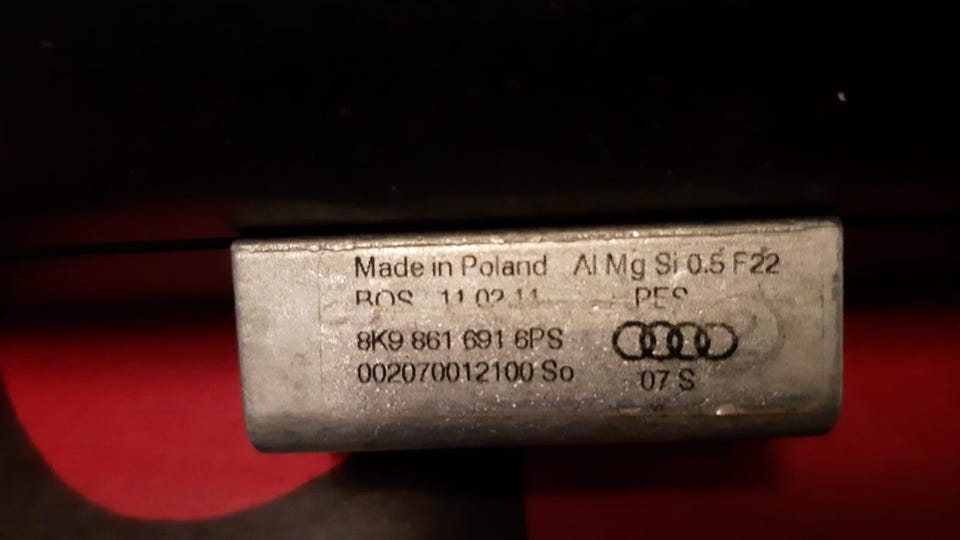 Made in Poland Al Mg Si 0.5 F22
BOS 11.02.11 PES
8K9 861 691 6PS
002070012100 So 07 S